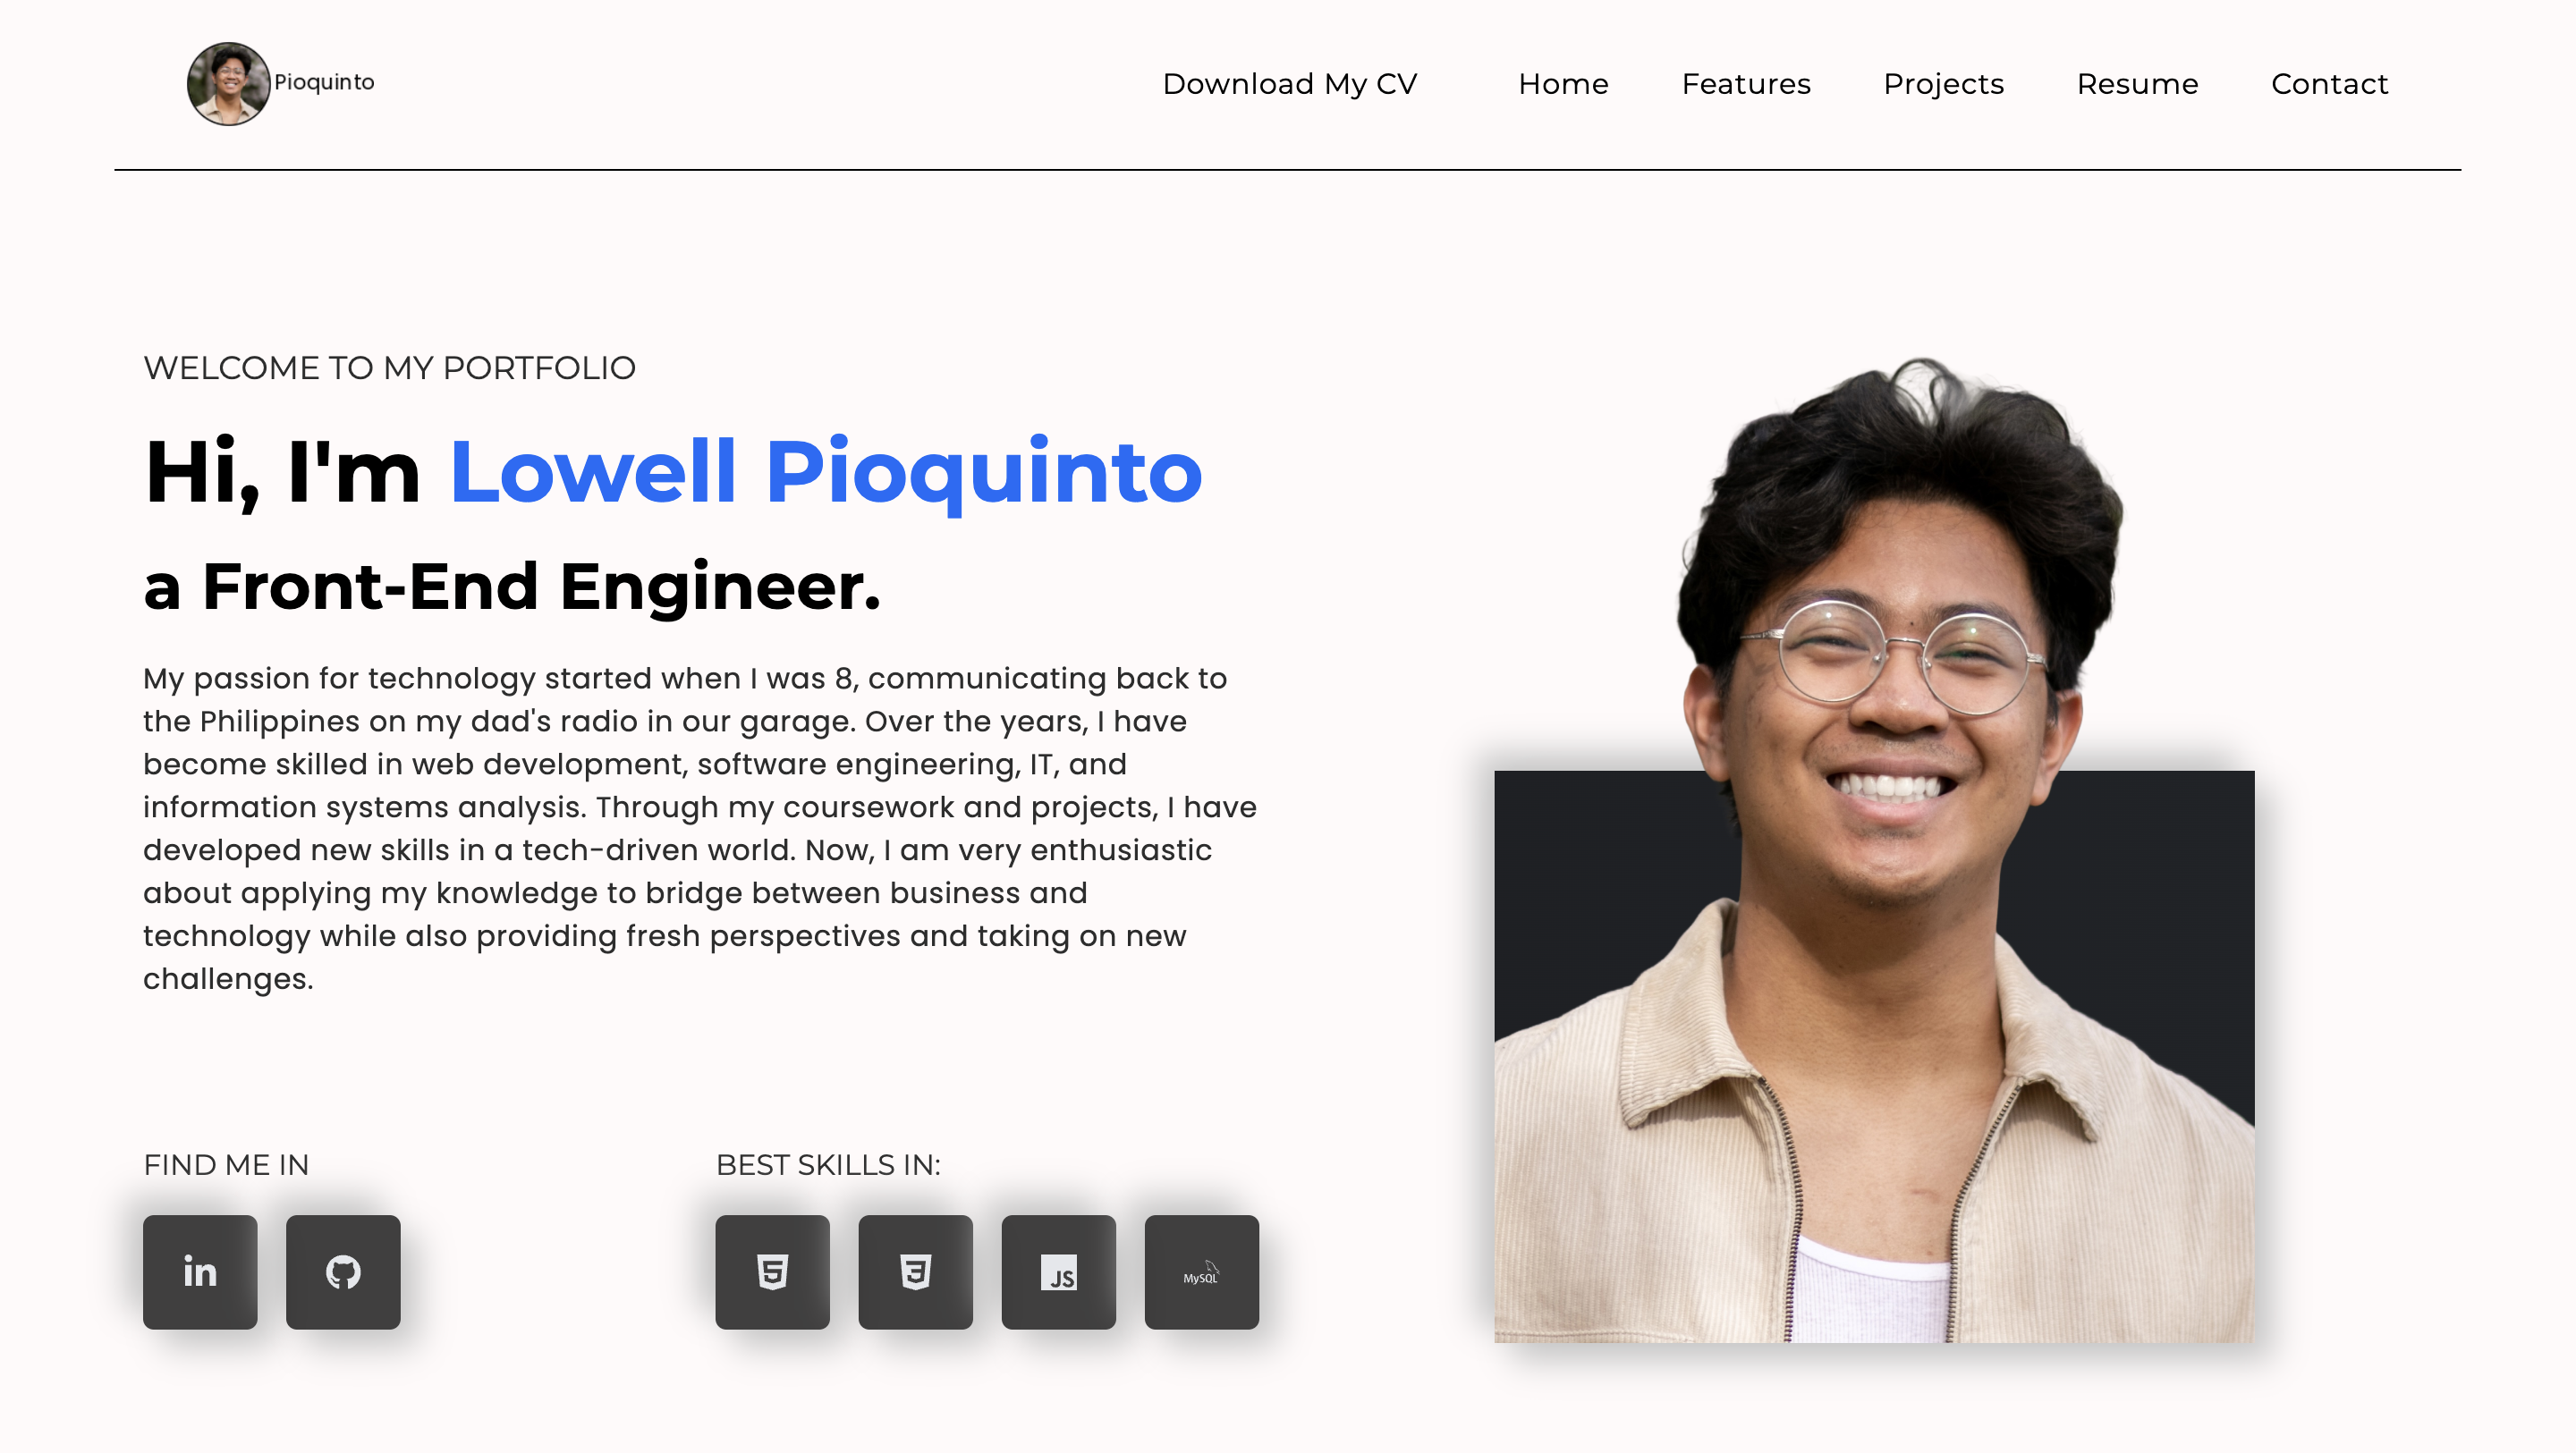 Pioquinto
Download My CV
Home
Features
Projects
Resume
Contact
WELCOME TO MY PORTFOLIO
Hi, I'm Lowell Pioquinto
a Front-End Engineer.
My passion for technology started when I was 8, communicating back to
the Philippines on my dad's radio in our garage. Over the years, I have
become skilled in web development, software engineering, IT, and
information systems analysis. Through my coursework and projects, I have
developed new skills in a tech-driven world. Now, I am very enthusiastic
about applying my knowledge to bridge between business and
technology while also providing fresh perspectives and taking on new
challenges.
FIND ME IN
BEST SKILLS IN:
in
5
3
JS
MySQL